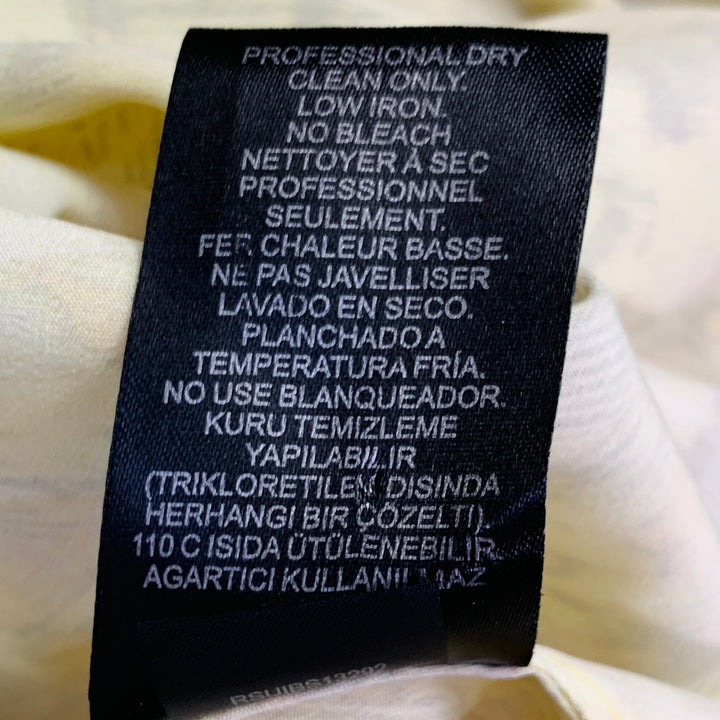 PROFESSIONAL DRY
CLEAN ONLY.
LOW IRON.
NO BLEACH
NETTOYER À SEC
PROFESSIONNEL
SEULEMENT.
FER CHALEUR BASSE.
NE PAS JAVELLISER
LAVADO EN SECO.
PLANCHADO A
TEMPERATURA FRÍA.
NO USE BLANQUEADOR.
KURU TEMIZLEME
YAPILABILIR
(TRIKLORETILEN DISINDA
HERHANGI BIR ÇÖZELTI).
110 C ISIDA ÜTÜLENEBILIR.
AGARTICI KULLANILMAZ